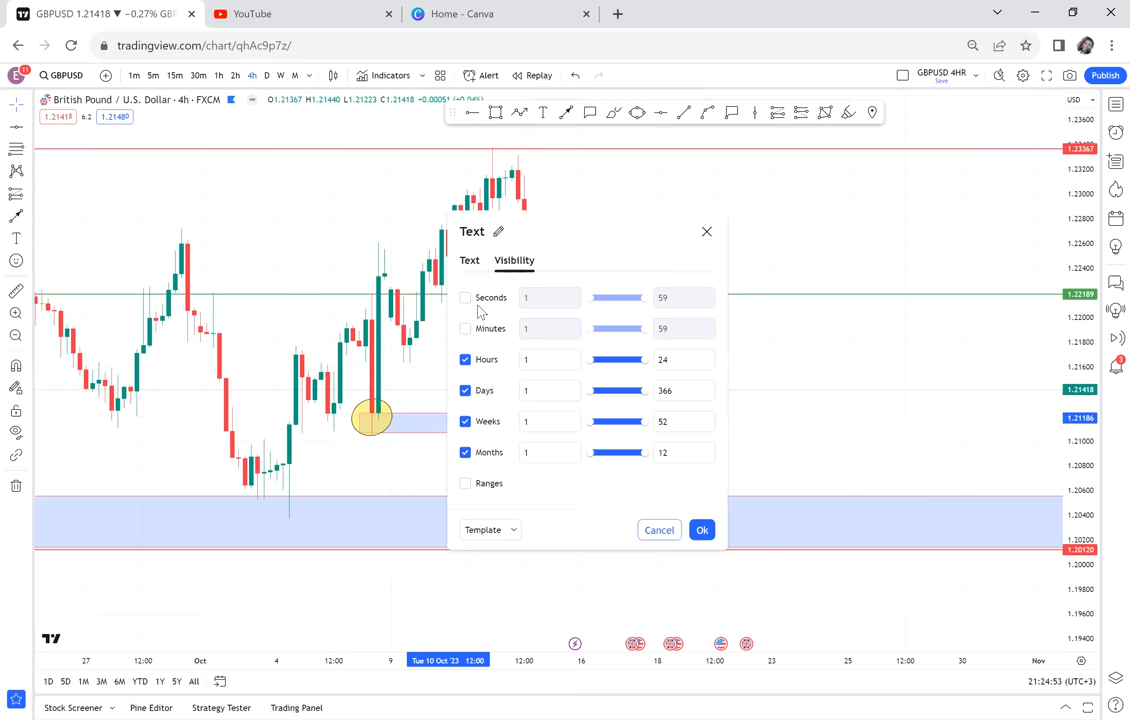 GBPUSD 1.21418 ▼ −0.27% GBP
YouTube
Home - Canva
tradingview.com/chart/qhAc9p7z/
E 11 GBPUSD 1m 5m 15m 30m 1h 2h 4h D W M Indicators Alert Replay GBPUSD 4HR Save Publish
British Pound / U.S. Dollar · 4h · FXCM O1.21367 H1.21440 L1.21223 C1.21418 +0.00051 (+0.04%)
USD
1.21418 6.2 1.21480
1.23600
1.23367
1.23200
1.23000
1.22800
1.22600
1.22400
1.22189
1.22000
1.21800
1.21600
1.21418
1.21186
1.21000
1.20800
1.20600
1.20400
1.20200
1.20120
1.20000
1.19800
1.19600
1.19400
3
Text
Text Visibility
Seconds 1 59
Minutes 1 59
Hours 1 24
Days 1 366
Weeks 1 52
Months 1 12
Ranges
Template Cancel Ok
27 12:00 Oct 4 12:00 9 Tue 10 Oct '23 12:00 12:00 16 18 12:00 23 25 12:00 30 Nov
1D 5D 1M 3M 6M YTD 1Y 5Y All 21:24:53 (UTC+3)
Stock Screener Pine Editor Strategy Tester Trading Panel